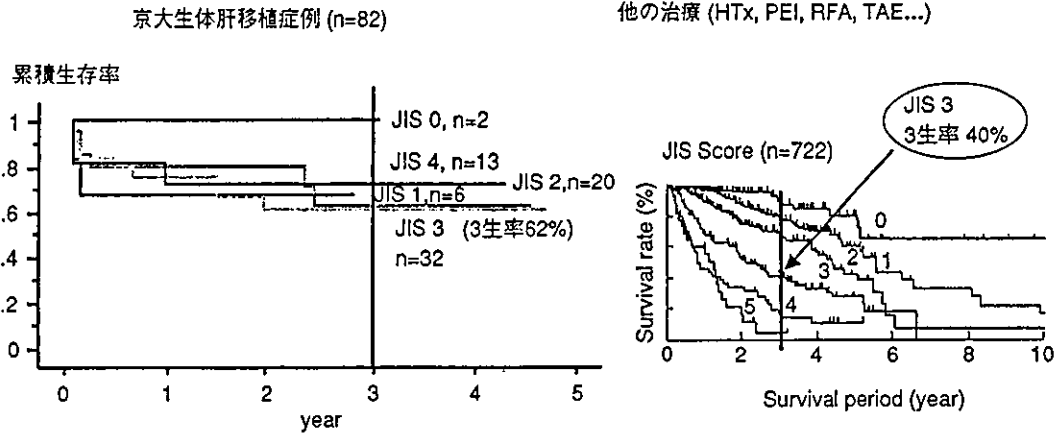 京大生体肝移植症例 (n=82)
累積生存率
1
.8
.6
.4
.2
0
JIS 0, n=2
JIS 4, n=13
JIS 2,n=20
JIS 1,n=6
JIS 3 (3生率62%)
n=32
0 1 2 3 4 5
year
他の治療 (HTx, PEI, RFA, TAE...)
JIS 3
3生率 40%
JIS Score (n=722)
Survival rate (%)
0
1
2
3
4
5
0 2 4 6 8 10
Survival period (year)